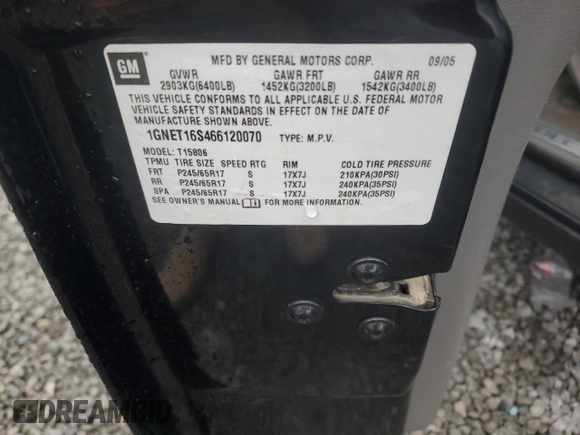 GM
MFD BY GENERAL MOTORS CORP. 09/05
GVWR GAWR FRT GAWR RR
2903KG(6400LB) 1452KG(3200LB) 1542KG(3400LB)
THIS VEHICLE CONFORMS TO ALL APPLICABLE U.S. FEDERAL MOTOR
VEHICLE SAFETY STANDARDS IN EFFECT ON THE DATE OF
MANUFACTURE SHOWN ABOVE.
1GNET16S466120070 TYPE: M.P.V.
MODEL: T15806
TPMU TIRE SIZE SPEED RTG RIM COLD TIRE PRESSURE
FRT P245/65R17 S 17X7J 210KPA(30PSI)
RR P245/65R17 S 17X7J 240KPA(35PSI)
SPA P245/65R17 S 17X7J 240KPA(35PSI)
SEE OWNER'S MANUAL FOR MORE INFORMATION.
DREAMBID